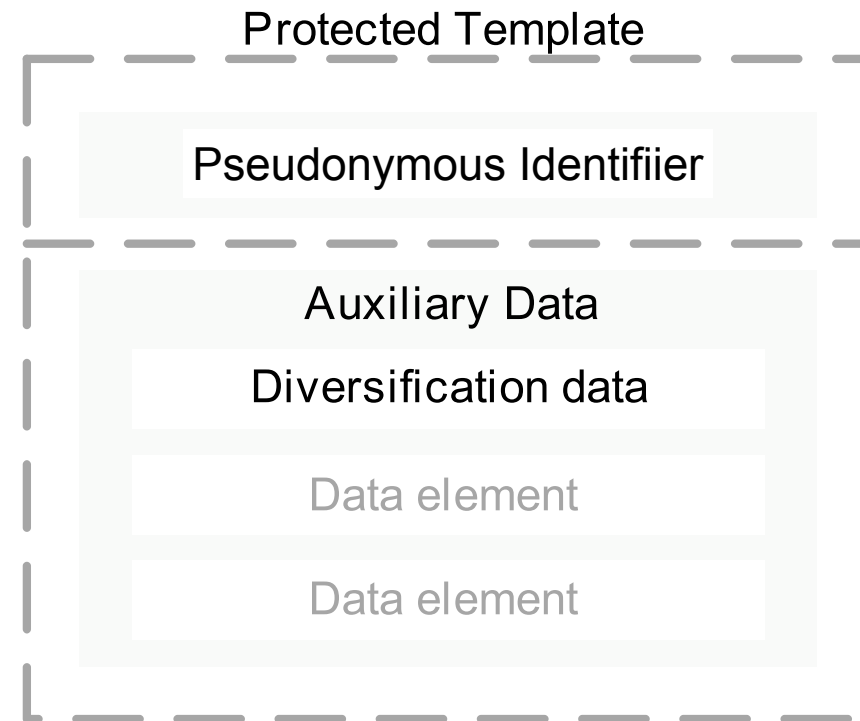 Protected Template
Pseudonymous Identifiier
Auxiliary Data
Diversification data
Data element
Data element